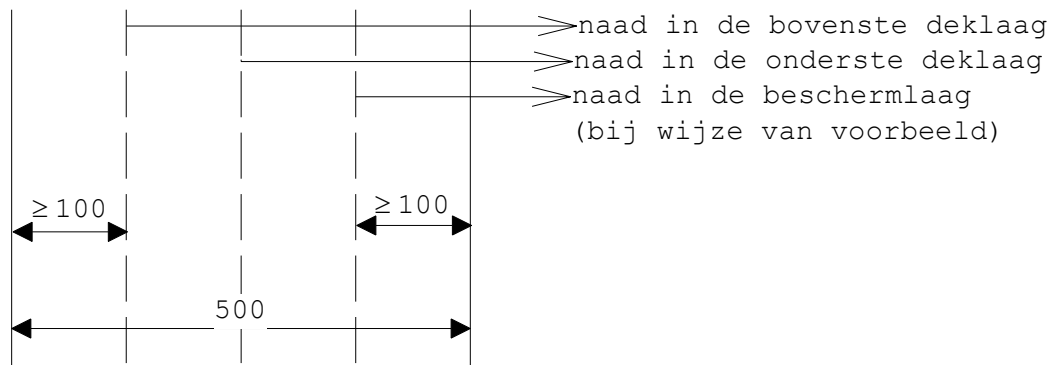 naad in de bovenste deklaag
naad in de onderste deklaag
naad in de beschermlaag
(bij wijze van voorbeeld)
≥100
≥100
500